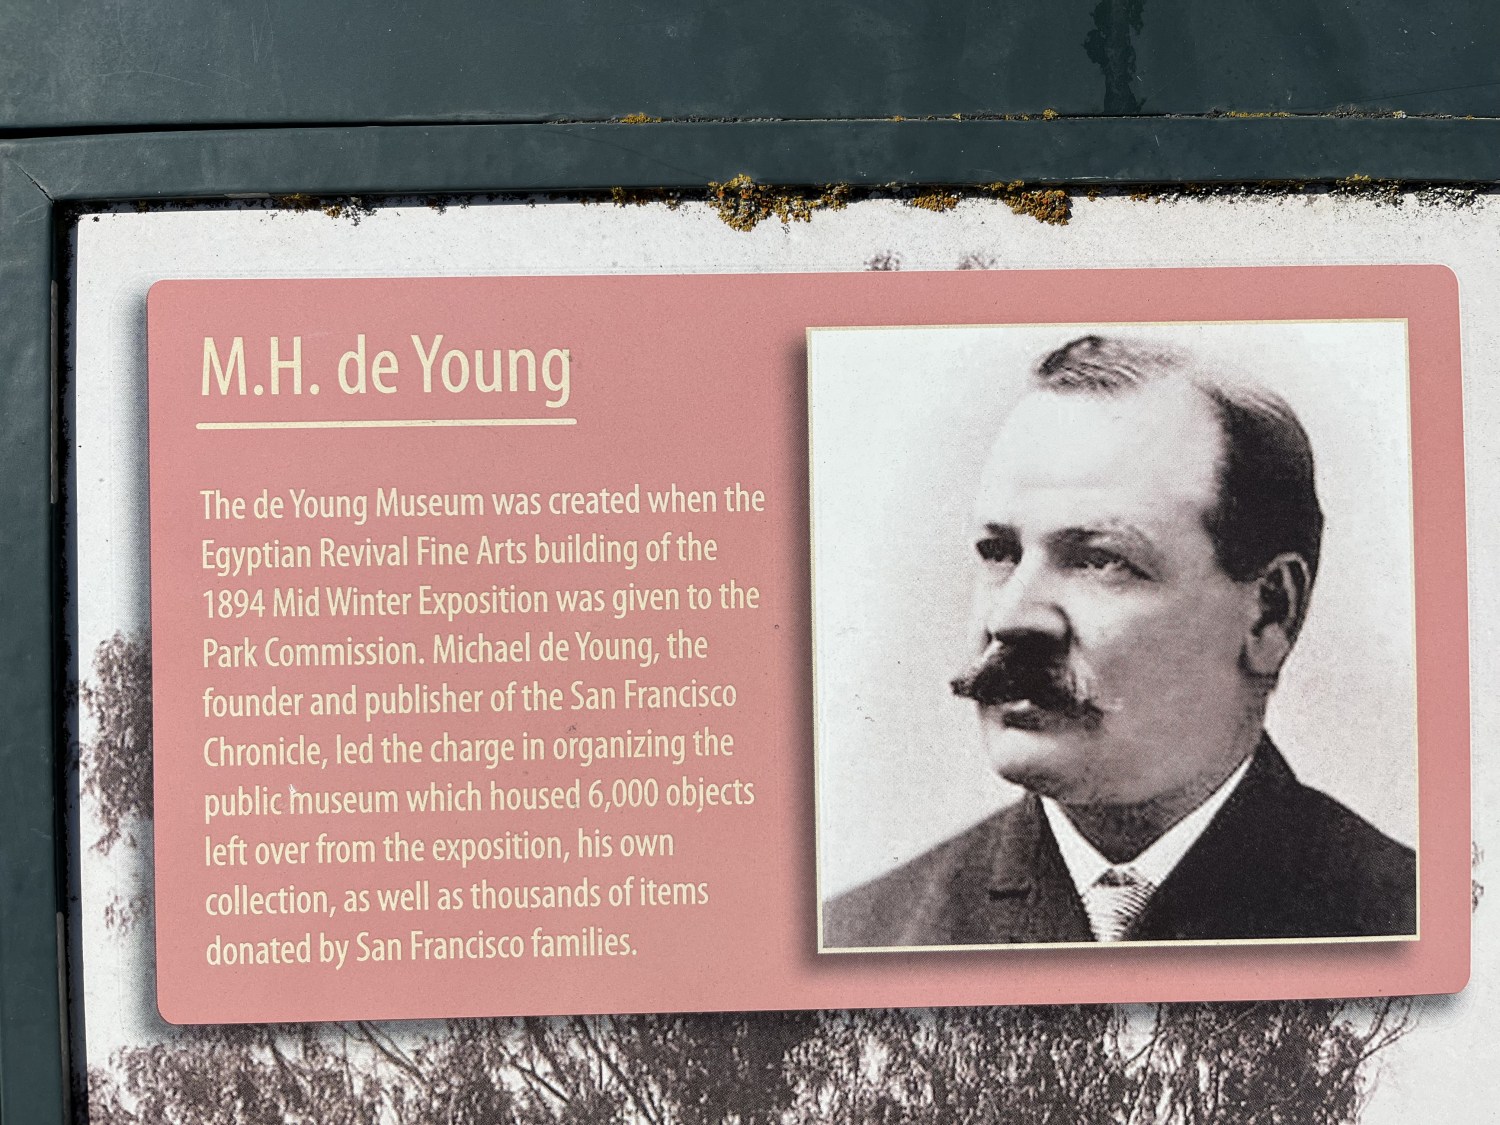 M.H. de Young
The de Young Museum was created when the
Egyptian Revival Fine Arts building of the
1894 Mid Winter Exposition was given to the
Park Commission. Michael de Young, the
founder and publisher of the San Francisco
Chronicle, led the charge in organizing the
public museum which housed 6,000 objects
left over from the exposition, his own
collection, as well as thousands of items
donated by San Francisco families.